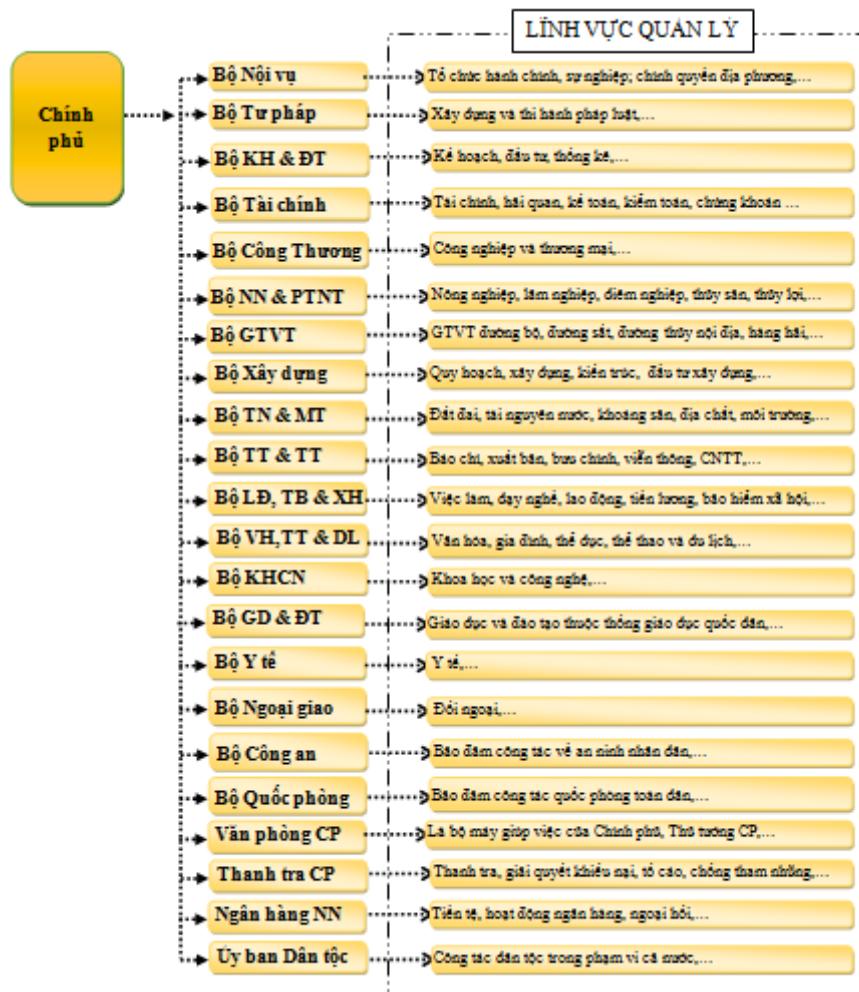 LĨNH VỰC QUẢN LÝ
Chính
phủ
Bộ Nội vụ
Tổ chức hành chính, sự nghiệp; chính quyền địa phương,...
Bộ Tư pháp
Xây dựng và thi hành pháp luật,...
Bộ KH & ĐT
Kế hoạch, đầu tư, thống kê,...
Bộ Tài chính
Tài chính, hải quan, kế toán, kiểm toán, chứng khoán ...
Bộ Công Thương
Công nghiệp và thương mại,...
Bộ NN & PTNT
Nông nghiệp, lâm nghiệp, diêm nghiệp, thủy sản, thủy lợi,...
Bộ GTVT
GTVT đường bộ, đường sắt, đường thủy nội địa, hàng hải,...
Bộ Xây dựng
Quy hoạch, xây dựng, kiến trúc, đầu tư xây dựng,...
Bộ TN & MT
Đất đai, tài nguyên nước, khoáng sản, địa chất, môi trường,...
Bộ TT & TT
Báo chí, xuất bản, bưu chính, viễn thông, CNTT,...
Bộ LĐ, TB & XH
Việc làm, dạy nghề, lao động, tiền lương, bảo hiểm xã hội,...
Bộ VH,TT & DL
Văn hóa, gia đình, thể dục, thể thao và du lịch,...
Bộ KHCN
Khoa học và công nghệ,...
Bộ GD & ĐT
Giáo dục và đào tạo thuộc thống giáo dục quốc dân,...
Bộ Y tế
Y tế,...
Bộ Ngoại giao
Đối ngoại,...
Bộ Công an
Bảo đảm công tác về an ninh nhân dân,...
Bộ Quốc phòng
Bảo đảm công tác quốc phòng toàn dân,...
Văn phòng CP
Là bộ máy giúp việc của Chính phủ, Thủ tướng CP,...
Thanh tra CP
Thanh tra, giải quyết khiếu nại, tố cáo, chống tham nhũng,...
Ngân hàng NN
Tiền tệ, hoạt động ngân hàng, ngoại hối,...
Ủy ban Dân tộc
Công tác dân tộc trong phạm vi cả nước,...